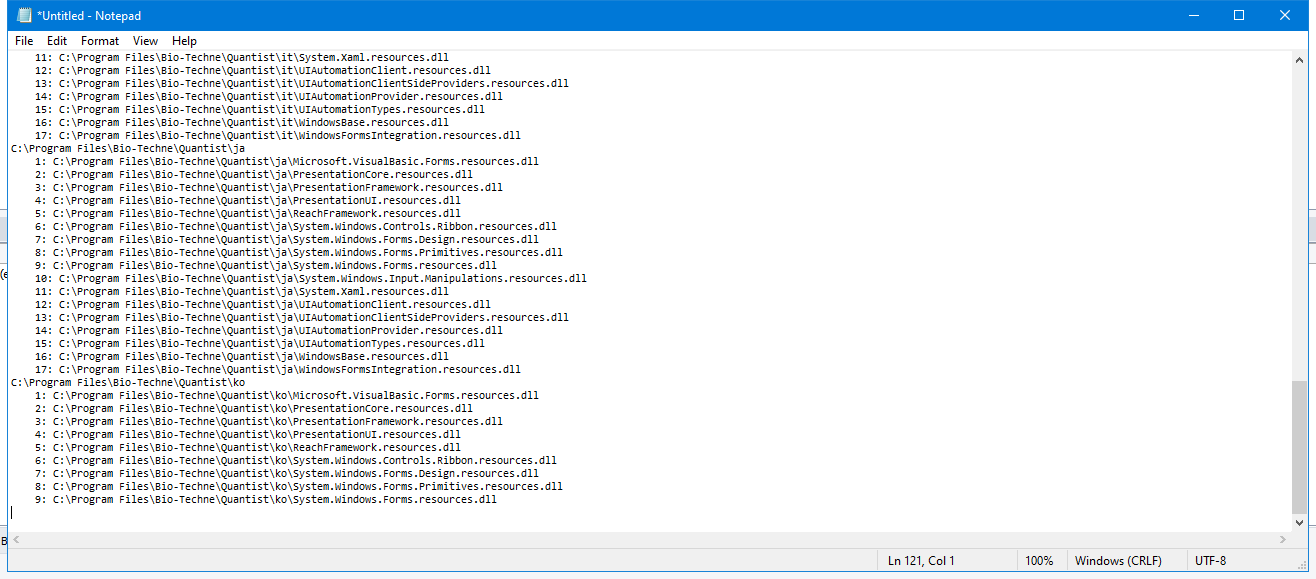 *Untitled - Notepad
File Edit Format View Help
11: C:\Program Files\Bio-Techne\Quantist\it\System.Xaml.resources.dll
12: C:\Program Files\Bio-Techne\Quantist\it\UIAutomationClient.resources.dll
13: C:\Program Files\Bio-Techne\Quantist\it\UIAutomationClientSideProviders.resources.dll
14: C:\Program Files\Bio-Techne\Quantist\it\UIAutomationProvider.resources.dll
15: C:\Program Files\Bio-Techne\Quantist\it\UIAutomationTypes.resources.dll
16: C:\Program Files\Bio-Techne\Quantist\it\WindowsBase.resources.dll
17: C:\Program Files\Bio-Techne\Quantist\it\WindowsFormsIntegration.resources.dll
C:\Program Files\Bio-Techne\Quantist\ja
1: C:\Program Files\Bio-Techne\Quantist\ja\Microsoft.VisualBasic.Forms.resources.dll
2: C:\Program Files\Bio-Techne\Quantist\ja\PresentationCore.resources.dll
3: C:\Program Files\Bio-Techne\Quantist\ja\PresentationFramework.resources.dll
4: C:\Program Files\Bio-Techne\Quantist\ja\PresentationUI.resources.dll
5: C:\Program Files\Bio-Techne\Quantist\ja\ReachFramework.resources.dll
6: C:\Program Files\Bio-Techne\Quantist\ja\System.Windows.Controls.Ribbon.resources.dll
7: C:\Program Files\Bio-Techne\Quantist\ja\System.Windows.Forms.Design.resources.dll
8: C:\Program Files\Bio-Techne\Quantist\ja\System.Windows.Forms.Primitives.resources.dll
9: C:\Program Files\Bio-Techne\Quantist\ja\System.Windows.Forms.resources.dll
10: C:\Program Files\Bio-Techne\Quantist\ja\System.Windows.Input.Manipulations.resources.dll
11: C:\Program Files\Bio-Techne\Quantist\ja\System.Xaml.resources.dll
12: C:\Program Files\Bio-Techne\Quantist\ja\UIAutomationClient.resources.dll
13: C:\Program Files\Bio-Techne\Quantist\ja\UIAutomationClientSideProviders.resources.dll
14: C:\Program Files\Bio-Techne\Quantist\ja\UIAutomationProvider.resources.dll
15: C:\Program Files\Bio-Techne\Quantist\ja\UIAutomationTypes.resources.dll
16: C:\Program Files\Bio-Techne\Quantist\ja\WindowsBase.resources.dll
17: C:\Program Files\Bio-Techne\Quantist\ja\WindowsFormsIntegration.resources.dll
C:\Program Files\Bio-Techne\Quantist\ko
1: C:\Program Files\Bio-Techne\Quantist\ko\Microsoft.VisualBasic.Forms.resources.dll
2: C:\Program Files\Bio-Techne\Quantist\ko\PresentationCore.resources.dll
3: C:\Program Files\Bio-Techne\Quantist\ko\PresentationFramework.resources.dll
4: C:\Program Files\Bio-Techne\Quantist\ko\PresentationUI.resources.dll
5: C:\Program Files\Bio-Techne\Quantist\ko\ReachFramework.resources.dll
6: C:\Program Files\Bio-Techne\Quantist\ko\System.Windows.Controls.Ribbon.resources.dll
7: C:\Program Files\Bio-Techne\Quantist\ko\System.Windows.Forms.Design.resources.dll
8: C:\Program Files\Bio-Techne\Quantist\ko\System.Windows.Forms.Primitives.resources.dll
9: C:\Program Files\Bio-Techne\Quantist\ko\System.Windows.Forms.resources.dll
Ln 121, Col 1 100% Windows (CRLF) UTF-8